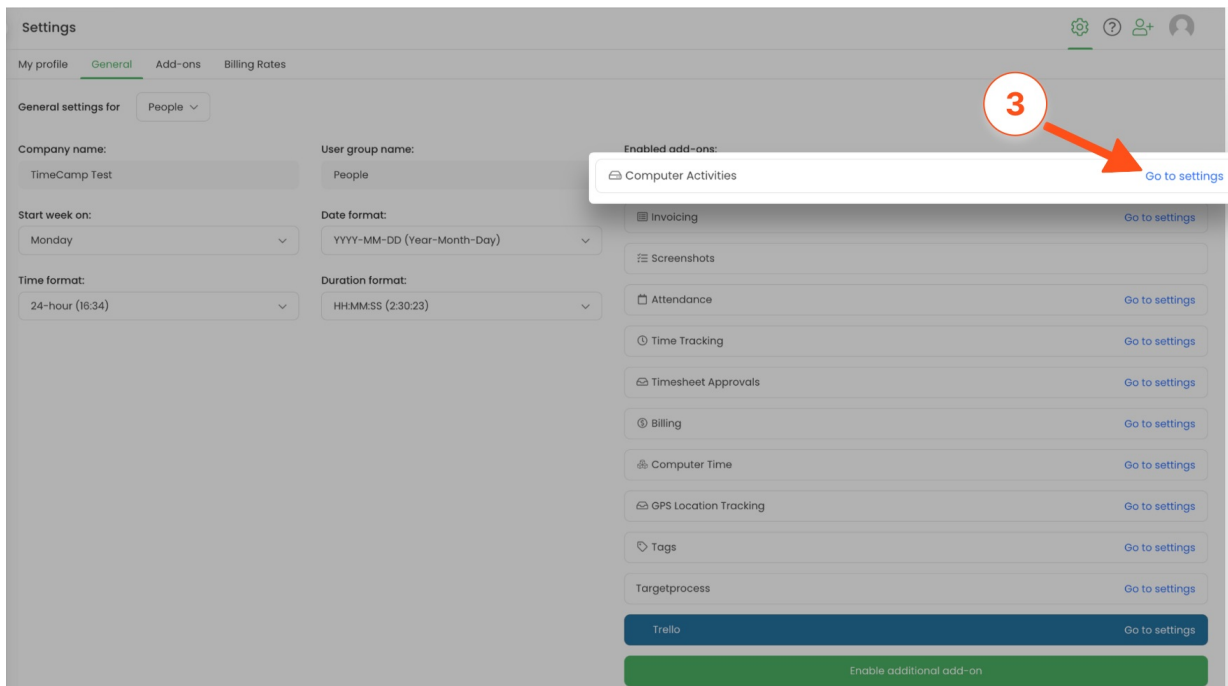 Settings
My profile General Add-ons Billing Rates
General settings for People
3
Company name:
TimeCamp Test
User group name:
People
Start week on:
Monday
Date format:
YYYY-MM-DD (Year-Month-Day)
Time format:
24-hour (16:34)
Duration format:
HH:MM:SS (2:30:23)
Enabled add-ons:
Computer Activities Go to settings
Invoicing Go to settings
Screenshots
Attendance Go to settings
Time Tracking Go to settings
Timesheet Approvals Go to settings
Billing Go to settings
Computer Time Go to settings
GPS Location Tracking Go to settings
Tags Go to settings
Targetprocess Go to settings
Trello Go to settings
Enable additional add-on